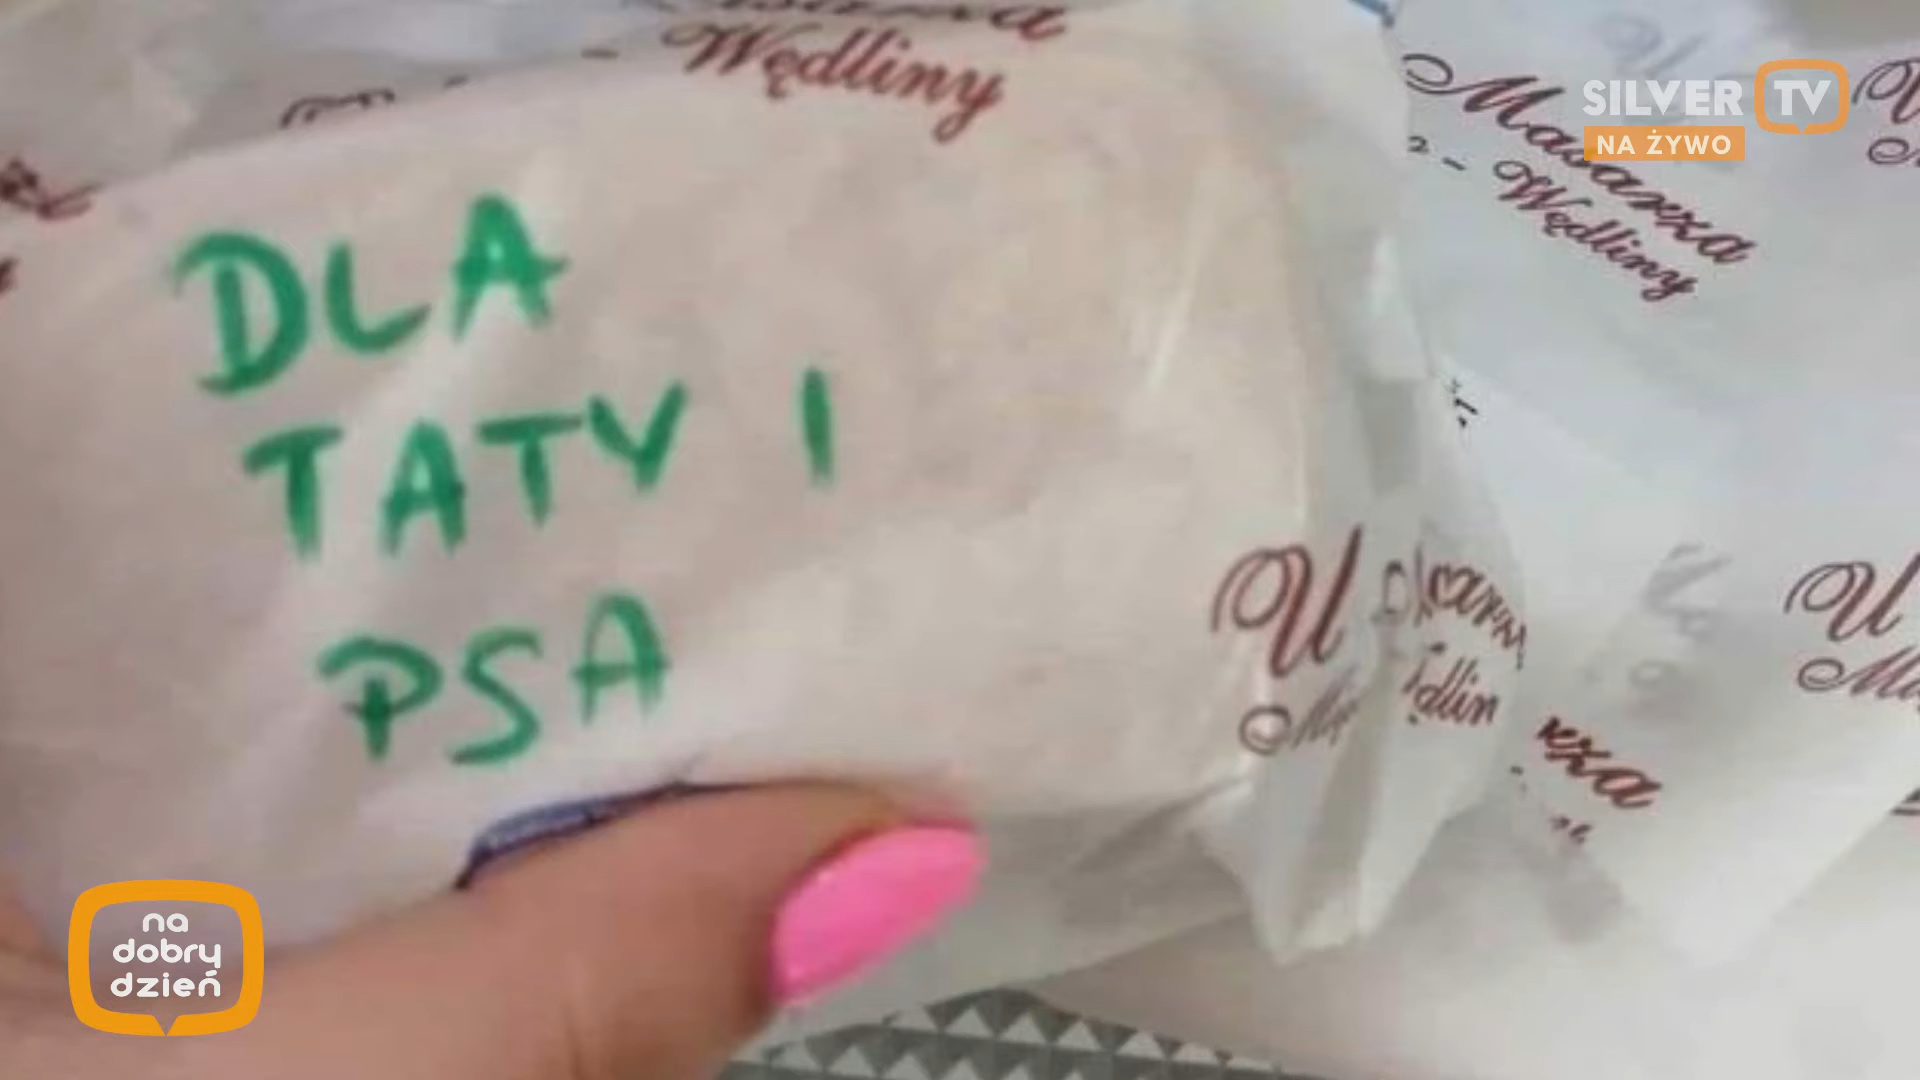 Wędliny
SILVER TV
NA ŻYWO
Masarza
Wędliny
DLA
TATY I
PSA
U
U
na
dobry
dzień